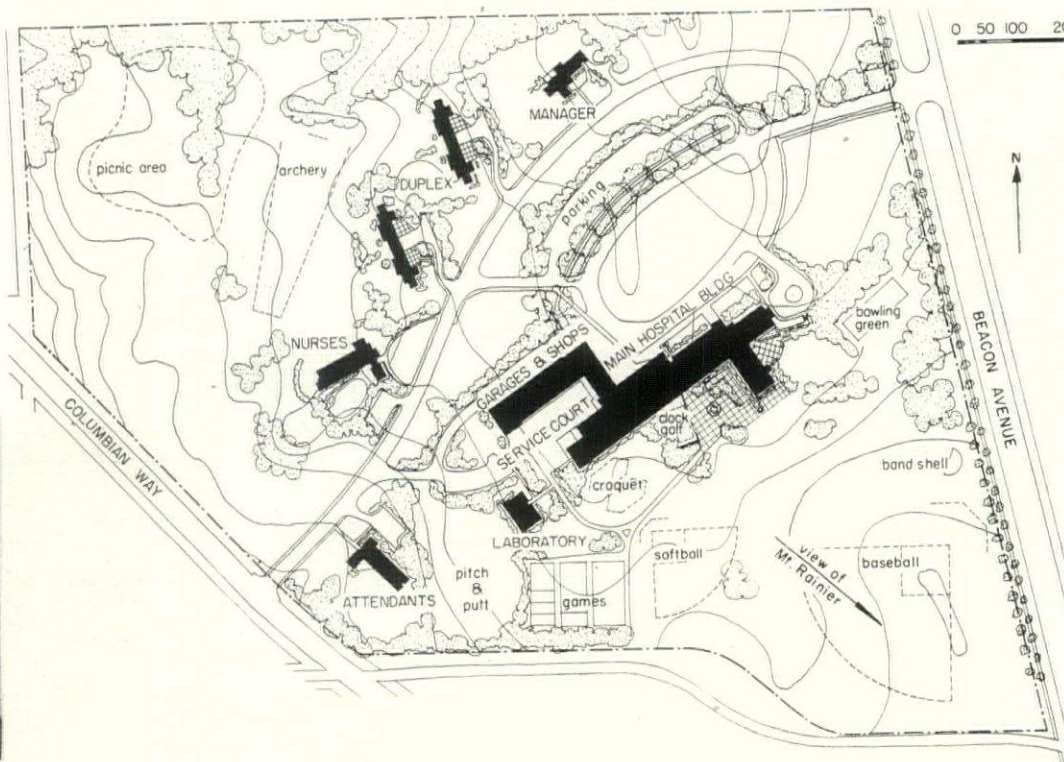 0 50 100
N
MANAGER
picnic area
archery
DUPLEX
parking
MAIN HOSPITAL BLDG
bowling
green
NURSES
GARAGES & SHOPS
BEACON AVENUE
SERVICE COURT
clock
golf
COLUMBIAN WAY
band shell
croquet
LABORATORY
softball
view of
Mt. Rainier
baseball
pitch
&
putt
games
ATTENDANTS